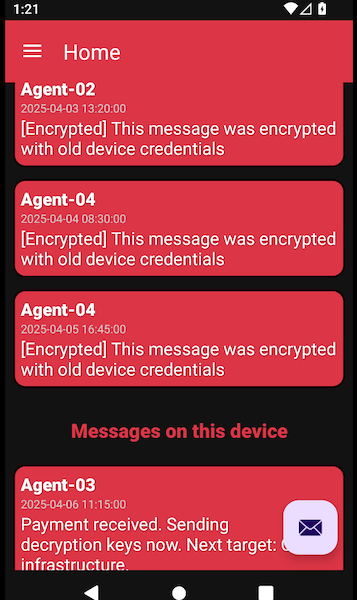 1:21
Home
Agent-02
2025-04-03 13:20:00
[Encrypted] This message was encrypted
with old device credentials
Agent-04
2025-04-04 08:30:00
[Encrypted] This message was encrypted
with old device credentials
Agent-04
2025-04-05 16:45:00
[Encrypted] This message was encrypted
with old device credentials
Messages on this device
Agent-03
2025-04-06 11:15:00
Payment received. Sending
decryption keys now. Next target:
infrastructure.